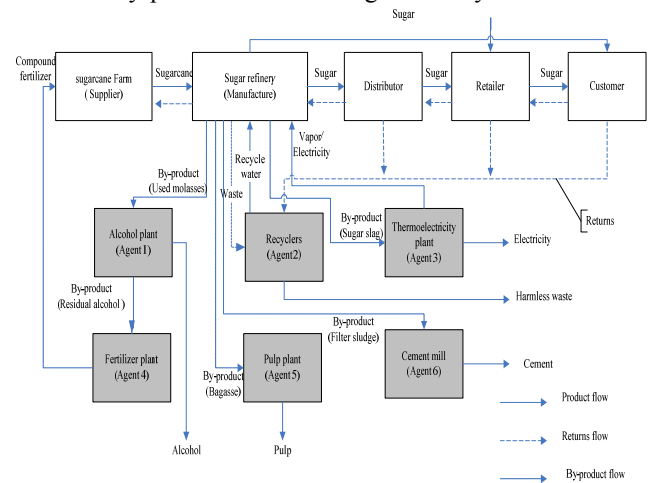 Sugar
Compound
fertilizer
sugarcane Farm
( Supplier)
Sugarcane
Sugar refinery
(Manufacture)
Sugar
Distributor
Sugar
Retailer
Sugar
Customer
Vapor/
Electricity
Recycle
water
Waste
By-product
(Used molasses)
Returns
Alcohol plant
(Agent 1)
Recyclers
(Agent2)
By-product
(Sugar slag)
Thermoelectricity
plant
(Agent 3)
Electricity
By-product
(Residual alcohol )
Harmless waste
Fertilizer plant
(Agent 4)
By-product
(Bagasse)
Pulp plant
(Agent 5)
By-product
(Filter sludge)
Cement mill
(Agent 6)
Cement
Product flow
Returns flow
By-product flow
Alcohol
Pulp